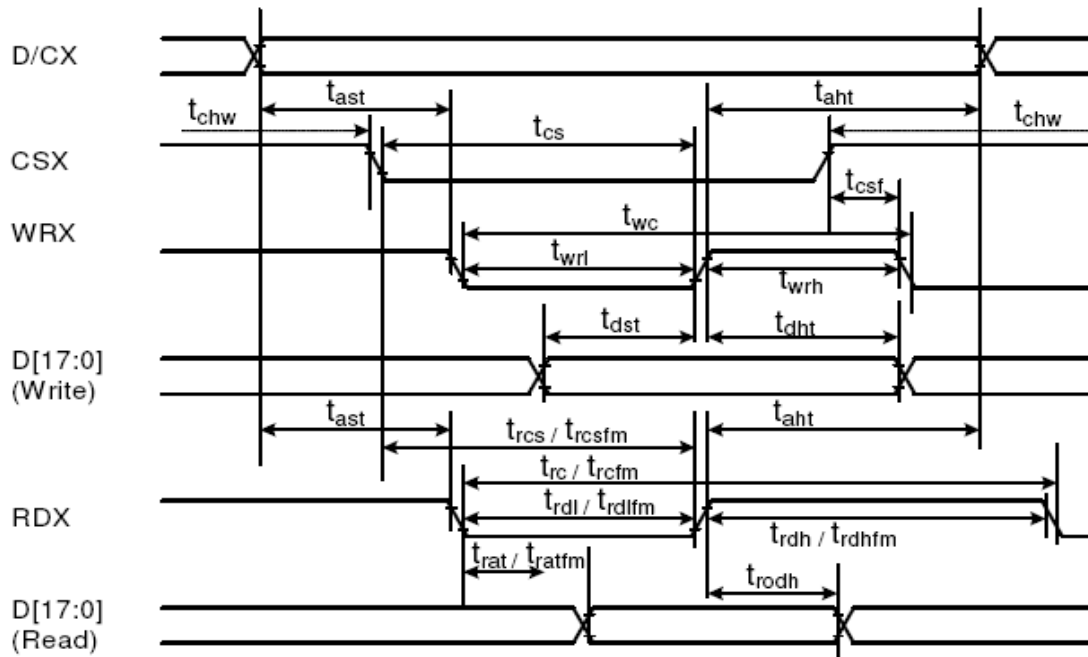 D/CX
t_ast
t_aht
t_chw
t_cs
t_chw
CSX
t_csf
WRX
t_wc
t_wrl
t_wrh
t_dst
t_dht
D[17:0]
(Write)
t_ast
t_aht
t_rcs / t_rcsfm
t_rc / t_rcfm
RDX
t_rdl / t_rdlfm
t_rdh / t_rdhfm
t_rat / t_ratfm
t_rodh
D[17:0]
(Read)